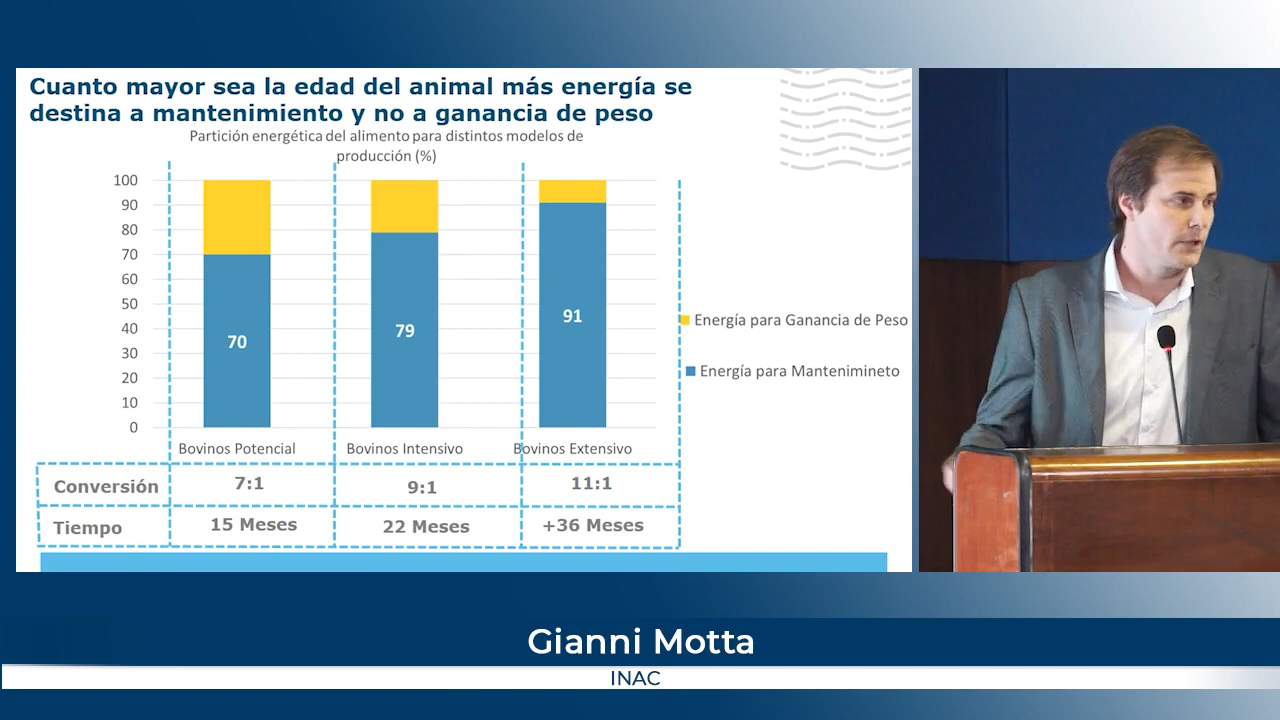 Cuanto mayor sea la edad del animal más energía se
destina a mantenimiento y no a ganancia de peso
Partición energética del alimento para distintos modelos de
producción (%)
100
90
80
70
60
50
40
30
20
10
0
70
79
91
Energía para Ganancia de Peso
Energía para Mantenimineto
Bovinos Potencial
Bovinos Intensivo
Bovinos Extensivo
Conversión 7:1 9:1 11:1
Tiempo 15 Meses 22 Meses +36 Meses
Gianni Motta
INAC